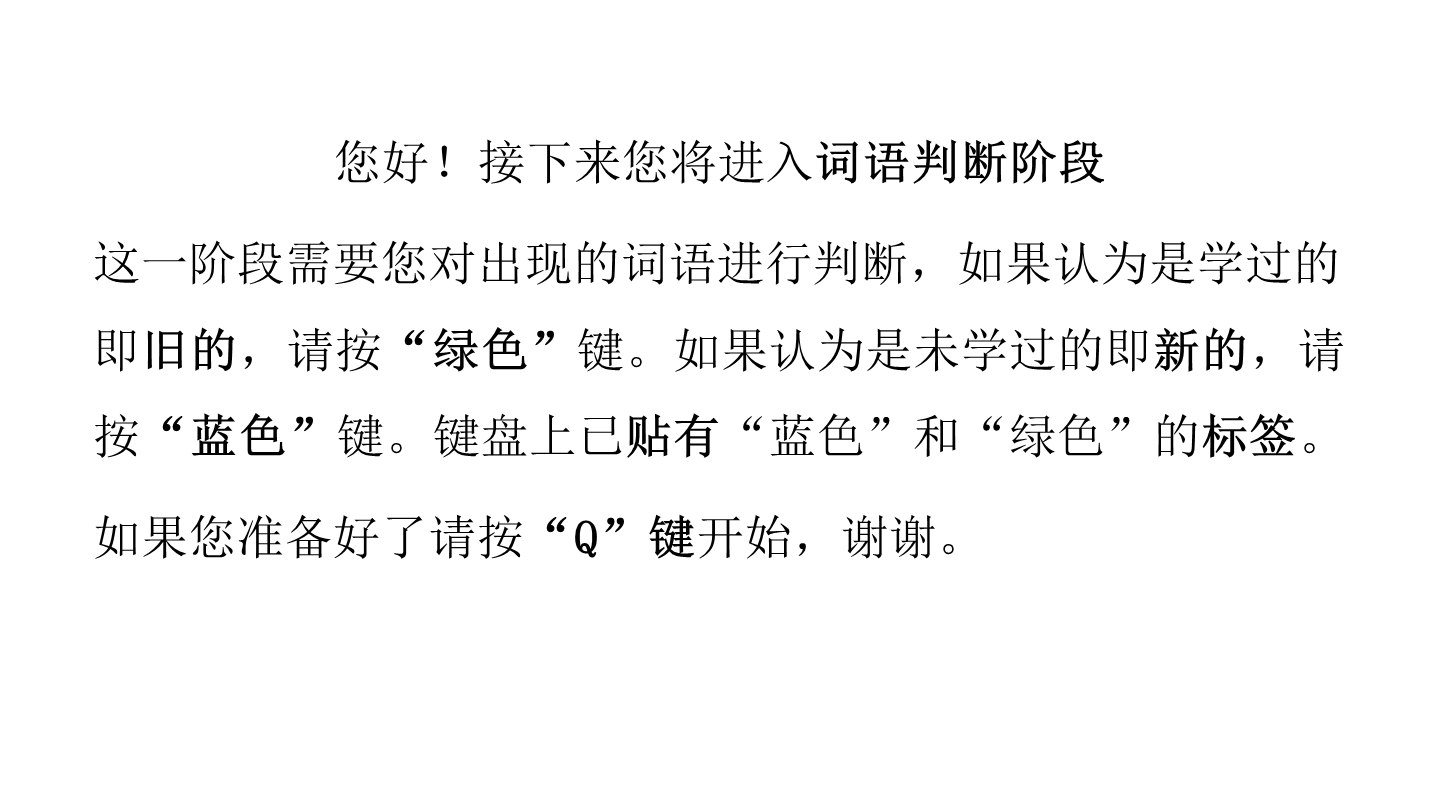 您好！接下来您将进入词语判断阶段
这一阶段需要您对出现的词语进行判断，如果认为是学过的
即旧的，请按“绿色”键。如果认为是未学过的即新的，请
按“蓝色”键。键盘上已贴有“蓝色”和“绿色”的标签。
如果您准备好了请按“Q”键开始，谢谢。